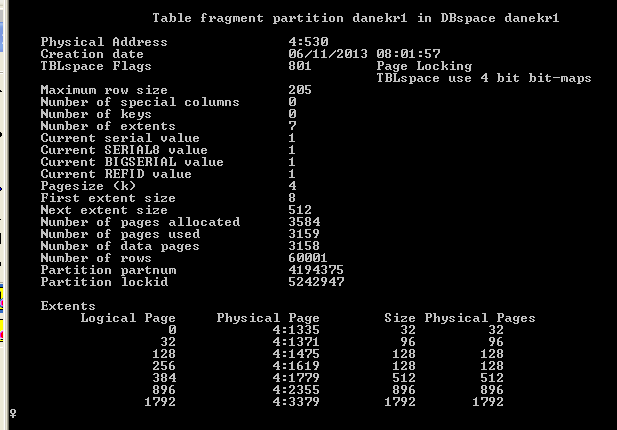 Table fragment partition danekr1 in DBspace danekr1
Physical Address 4:530
Creation date 06/11/2013 08:01:57
TBLspace Flags 801 Page Locking
TBLspace use 4 bit bit-maps
Maximum row size 205
Number of special columns 0
Number of keys 0
Number of extents 7
Current serial value 1
Current SERIAL8 value 1
Current BIGSERIAL value 1
Current REFID value 1
Pagesize (k) 4
First extent size 8
Next extent size 512
Number of pages allocated 3584
Number of pages used 3159
Number of data pages 3158
Number of rows 60001
Partition partnum 4194375
Partition lockid 5242947
Extents
Logical Page Physical Page Size Physical Pages
0 4:1335 32 32
32 4:1371 96 96
128 4:1475 128 128
256 4:1619 128 128
384 4:1779 512 512
896 4:2355 896 896
1792 4:3379 1792 1792
♀